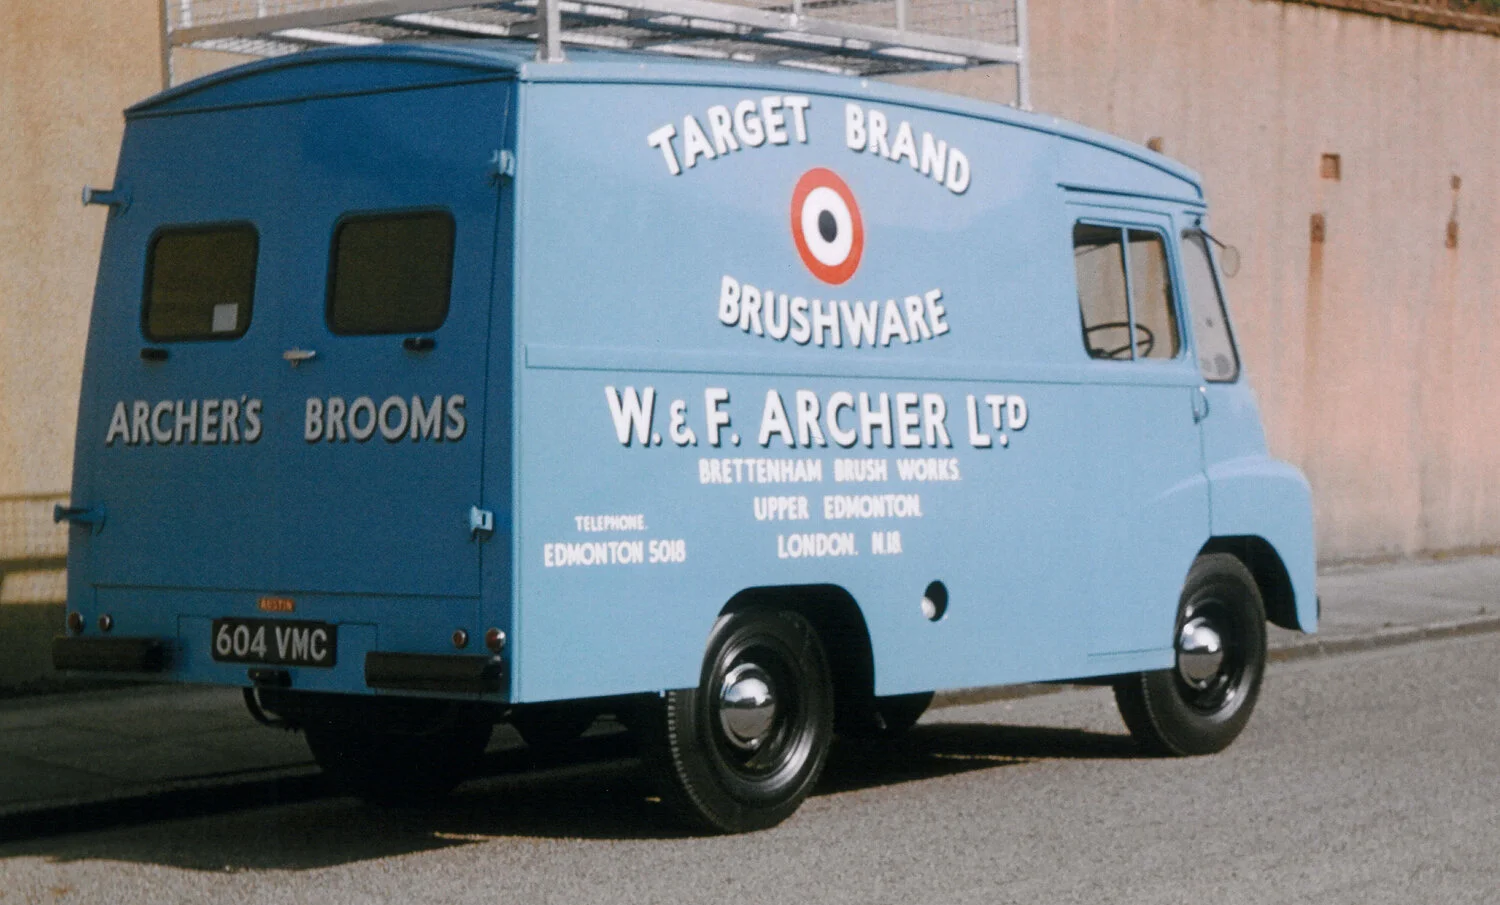 TARGET BRAND
BRUSHWARE
W. & F. ARCHER LTD
BRETTENHAM BRUSH WORKS.
UPPER EDMONTON.
LONDON. N.18.
TELEPHONE.
EDMONTON 5018
ARCHER'S BROOMS
AUSTIN
604 VMC